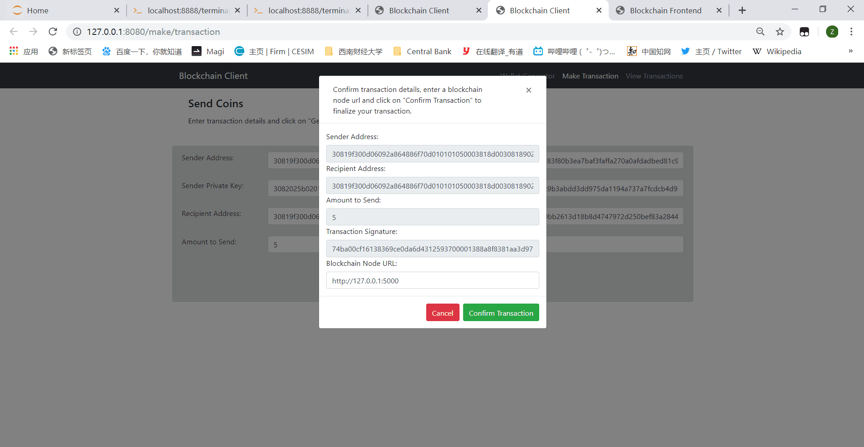 Home
localhost:8888/termina
localhost:8888/termina
Blockchain Client
Blockchain Client
Blockchain Frontend
127.0.0.1:8080/make/transaction
Z
应用
新标签页
百度一下，你就知道
Magi
主页 | Firm | CESIM
西南财经大学
Central Bank
在线翻译_有道
哔哩哔哩 ( ゜- ゜)つ...
中国知网
主页 / Twitter
Wikipedia
Blockchain Client
Make Transaction
View Transactions
Send Coins
Enter transaction details and click on "Ge
Sender Address:
30819f300d06
83f80b3ea7baf3faffa270a0afdadbed81c9
Sender Private Key:
3082025b020
9b3abdd3dd975da1194a737a7fcdcb4d9
Recipient Address:
30819f300d06
bb2613d18b8d4747972d250bef83a2844
Amount to Send:
5
Confirm transaction details, enter a blockchain
node url and click on "Confirm Transaction" to
finalize your transaction.
Sender Address:
30819f300d06092a864886f70d010101050003818d0030818902
Recipient Address:
30819f300d06092a864886f70d010101050003818d0030818902
Amount to Send:
5
Transaction Signature:
74ba00cf16138369ce0da6d4312593700001388a8f8381aa3d97
Blockchain Node URL:
http://127.0.0.1:5000
Cancel
Confirm Transaction